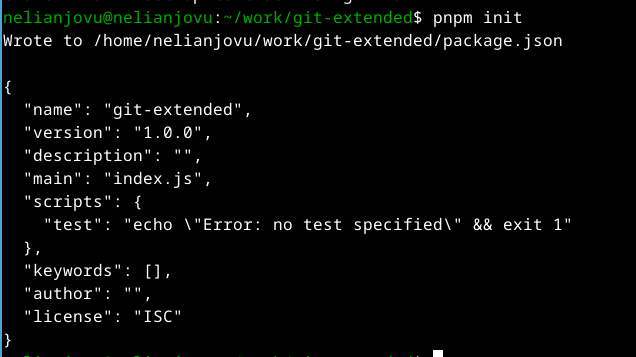 nelianjovu@nelianjovu:~/work/git-extended$ pnpm init
Wrote to /home/nelianjovu/work/git-extended/package.json
{
  "name": "git-extended",
  "version": "1.0.0",
  "description": "",
  "main": "index.js",
  "scripts": {
    "test": "echo \"Error: no test specified\" && exit 1"
  },
  "keywords": [],
  "author": "",
  "license": "ISC"
}